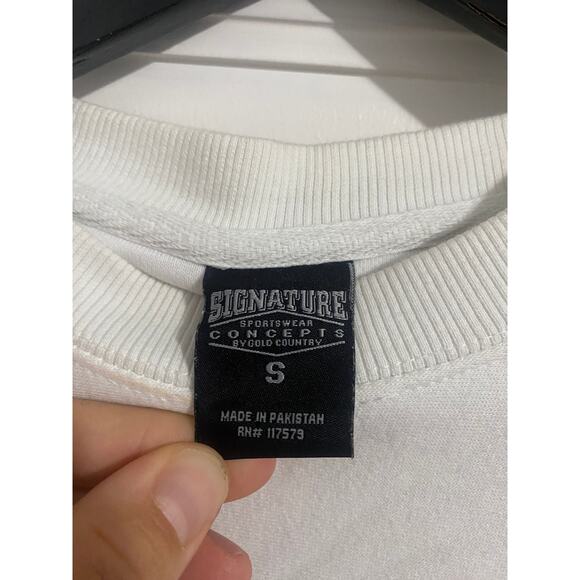 SIGNATURE
SPORTSWEAR
CONCEPTS
BY GOLD COUNTRY
S
MADE IN PAKISTAN
RN# 117579